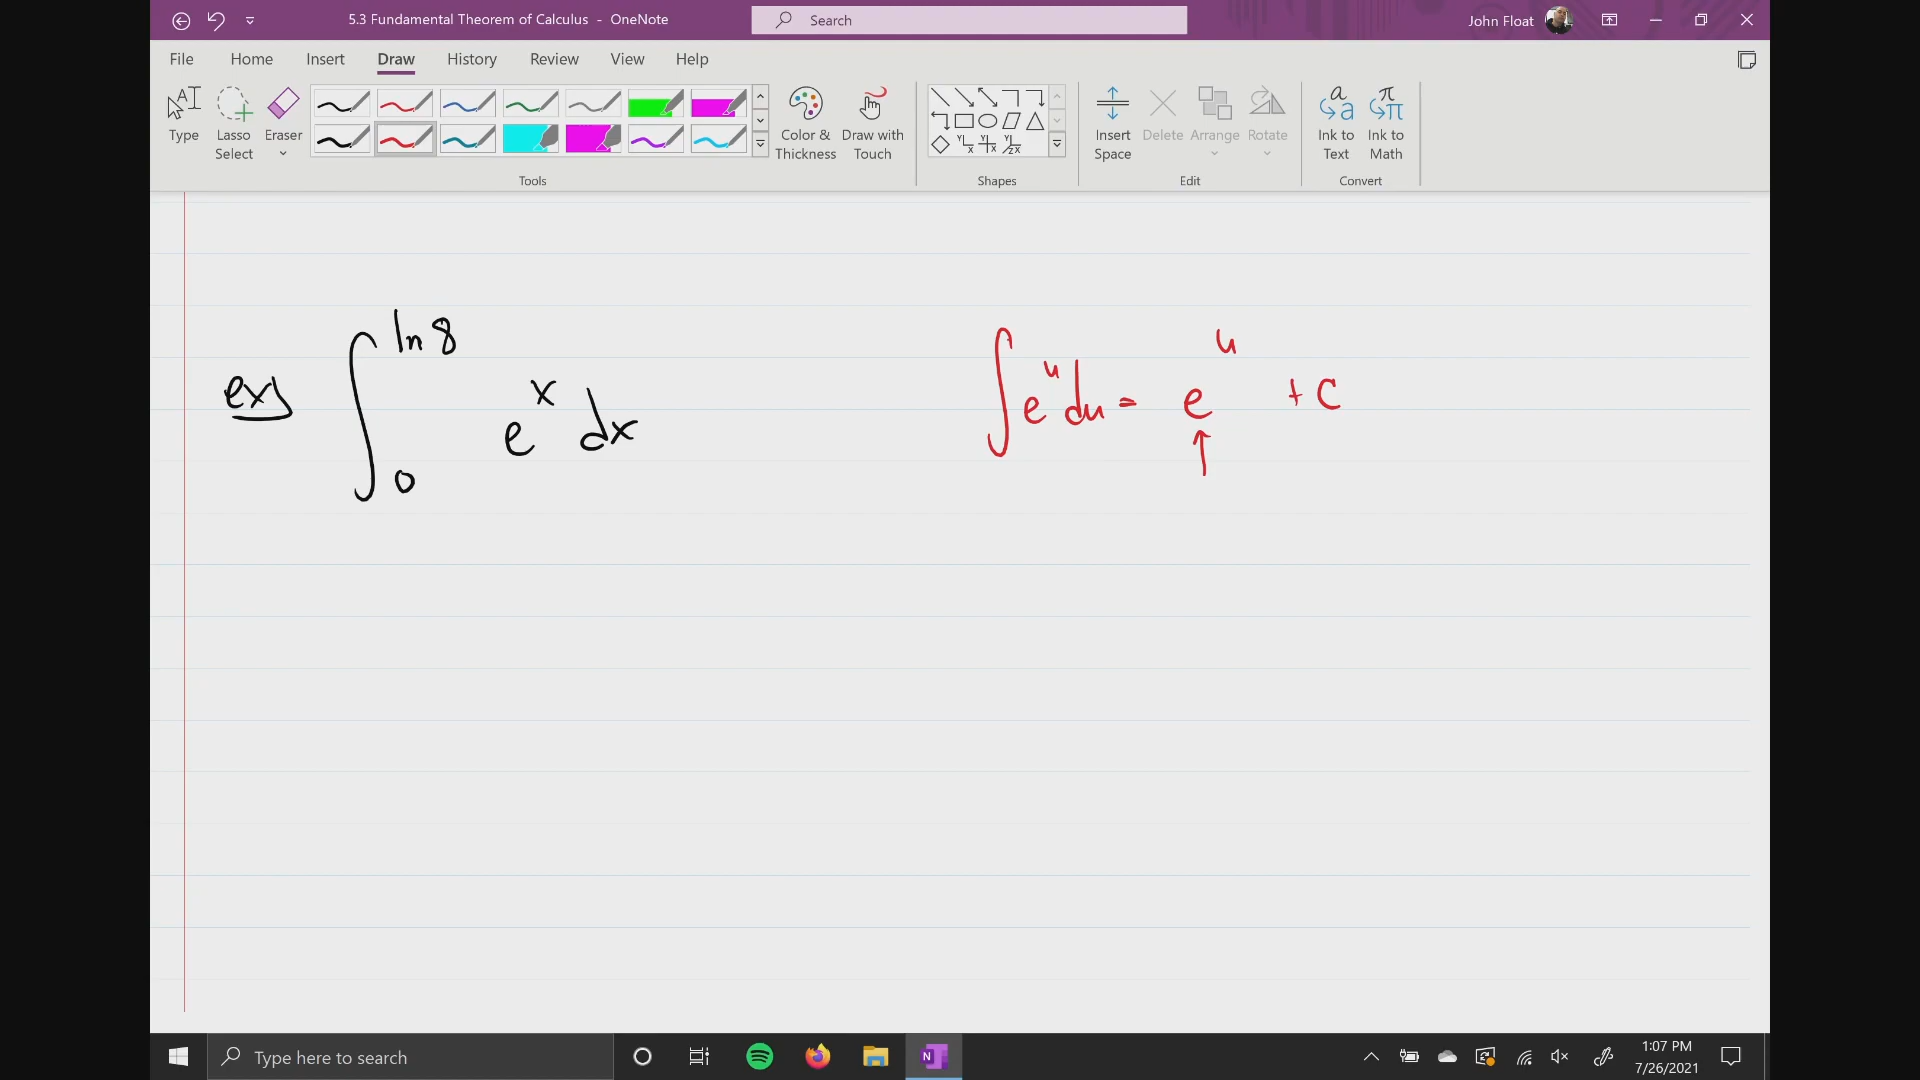 5.3 Fundamental Theorem of Calculus - OneNote
Search
John Float
File Home Insert Draw History Review View Help
Type
Lasso Select
Eraser
Color & Thickness
Draw with Touch
Insert Space
Delete
Arrange
Rotate
Ink to Text
Ink to Math
Tools Shapes Edit Convert
ex) ∫₀^{ln 8} e^x dx
∫ e^u du = e^u + C
↑
Type here to search
1:07 PM
7/26/2021